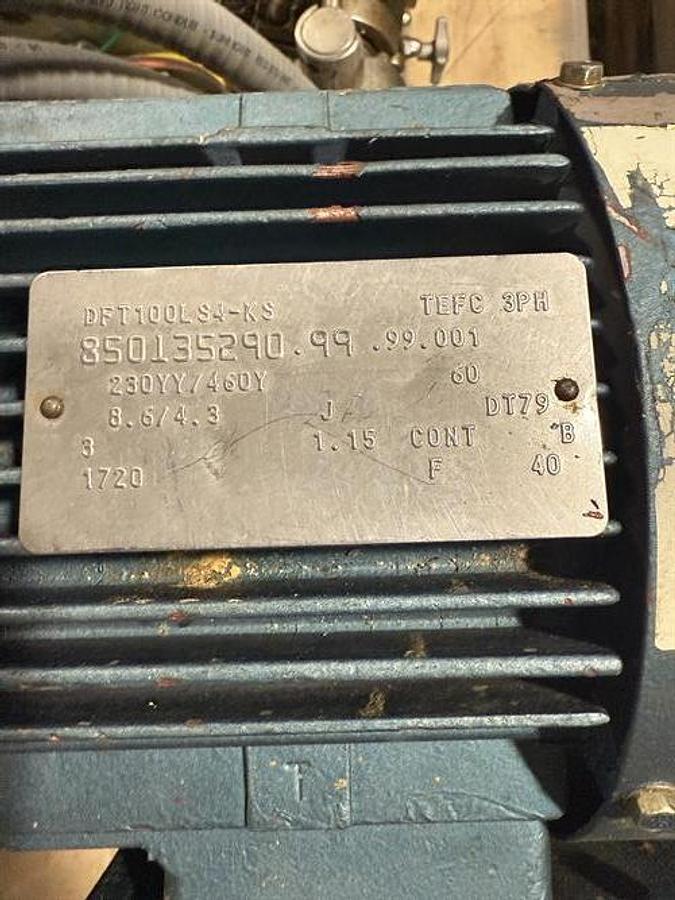 DFT100LS4-KS TEFC 3PH
850135290.99.99.001
230YY/460Y 60
8.6/4.3 J DT79
3 1.15 CONT B
1720 F 40
T